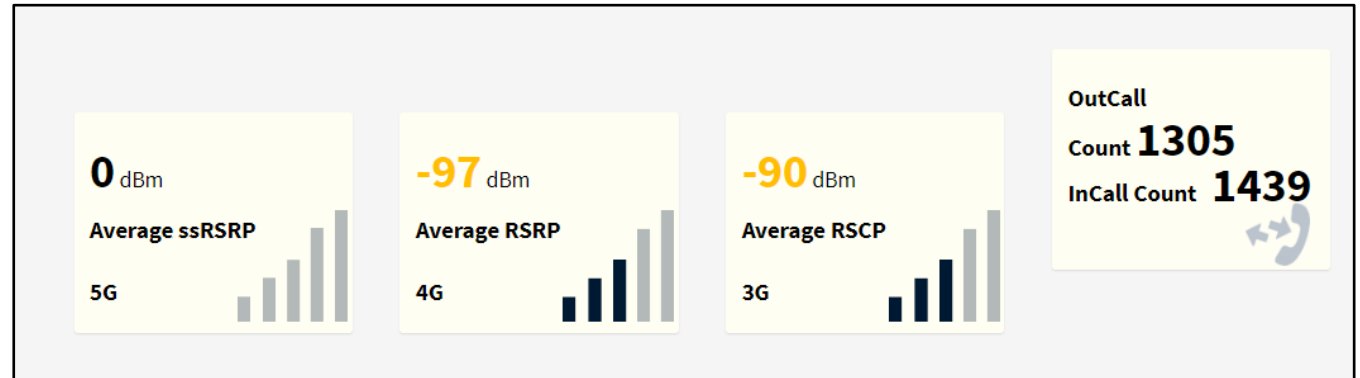 0 dBm
Average ssRSRP
5G
-97 dBm
Average RSRP
4G
-90 dBm
Average RSCP
3G
OutCall
Count 1305
InCall Count 1439